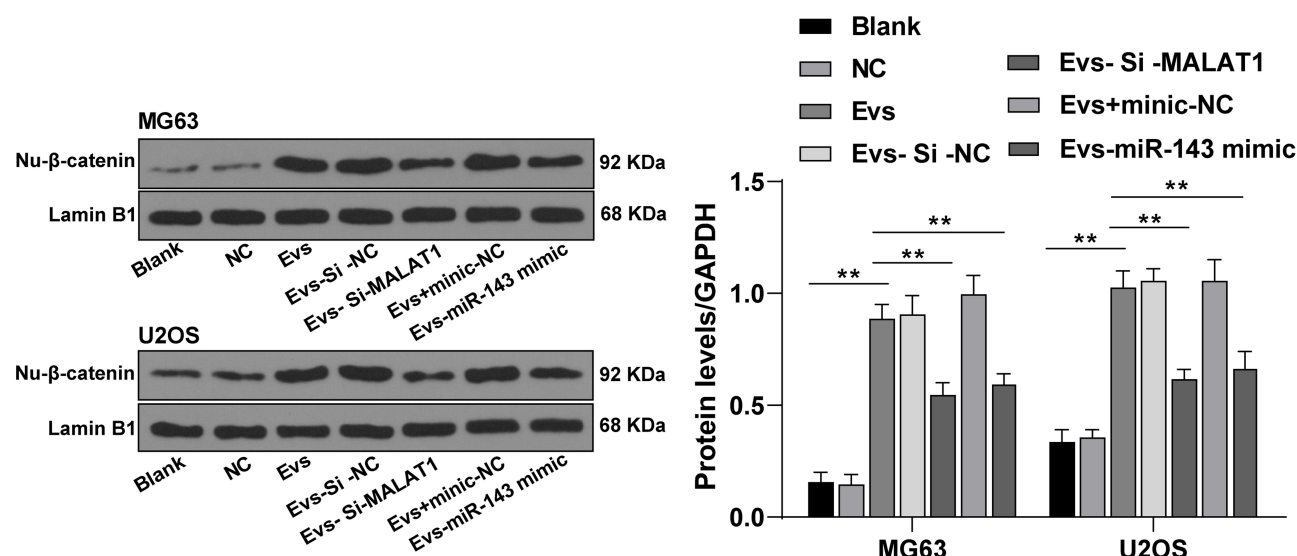 MG63
Nu-β-catenin
92 KDa
Lamin B1
68 KDa
Blank
NC
Evs
Evs-Si -NC
Evs- Si-MALAT1
Evs+minic-NC
Evs-miR-143 mimic
U2OS
Nu-β-catenin
92 KDa
Lamin B1
68 KDa
Blank
NC
Evs
Evs-Si -NC
Evs- Si-MALAT1
Evs+minic-NC
Evs-miR-143 mimic
Blank
NC
Evs
Evs- Si -NC
Evs- Si -MALAT1
Evs+minic-NC
Evs-miR-143 mimic
Protein levels/GAPDH
1.5
1.0
0.5
0.0
**
**
**
**
**
**
MG63
U2OS